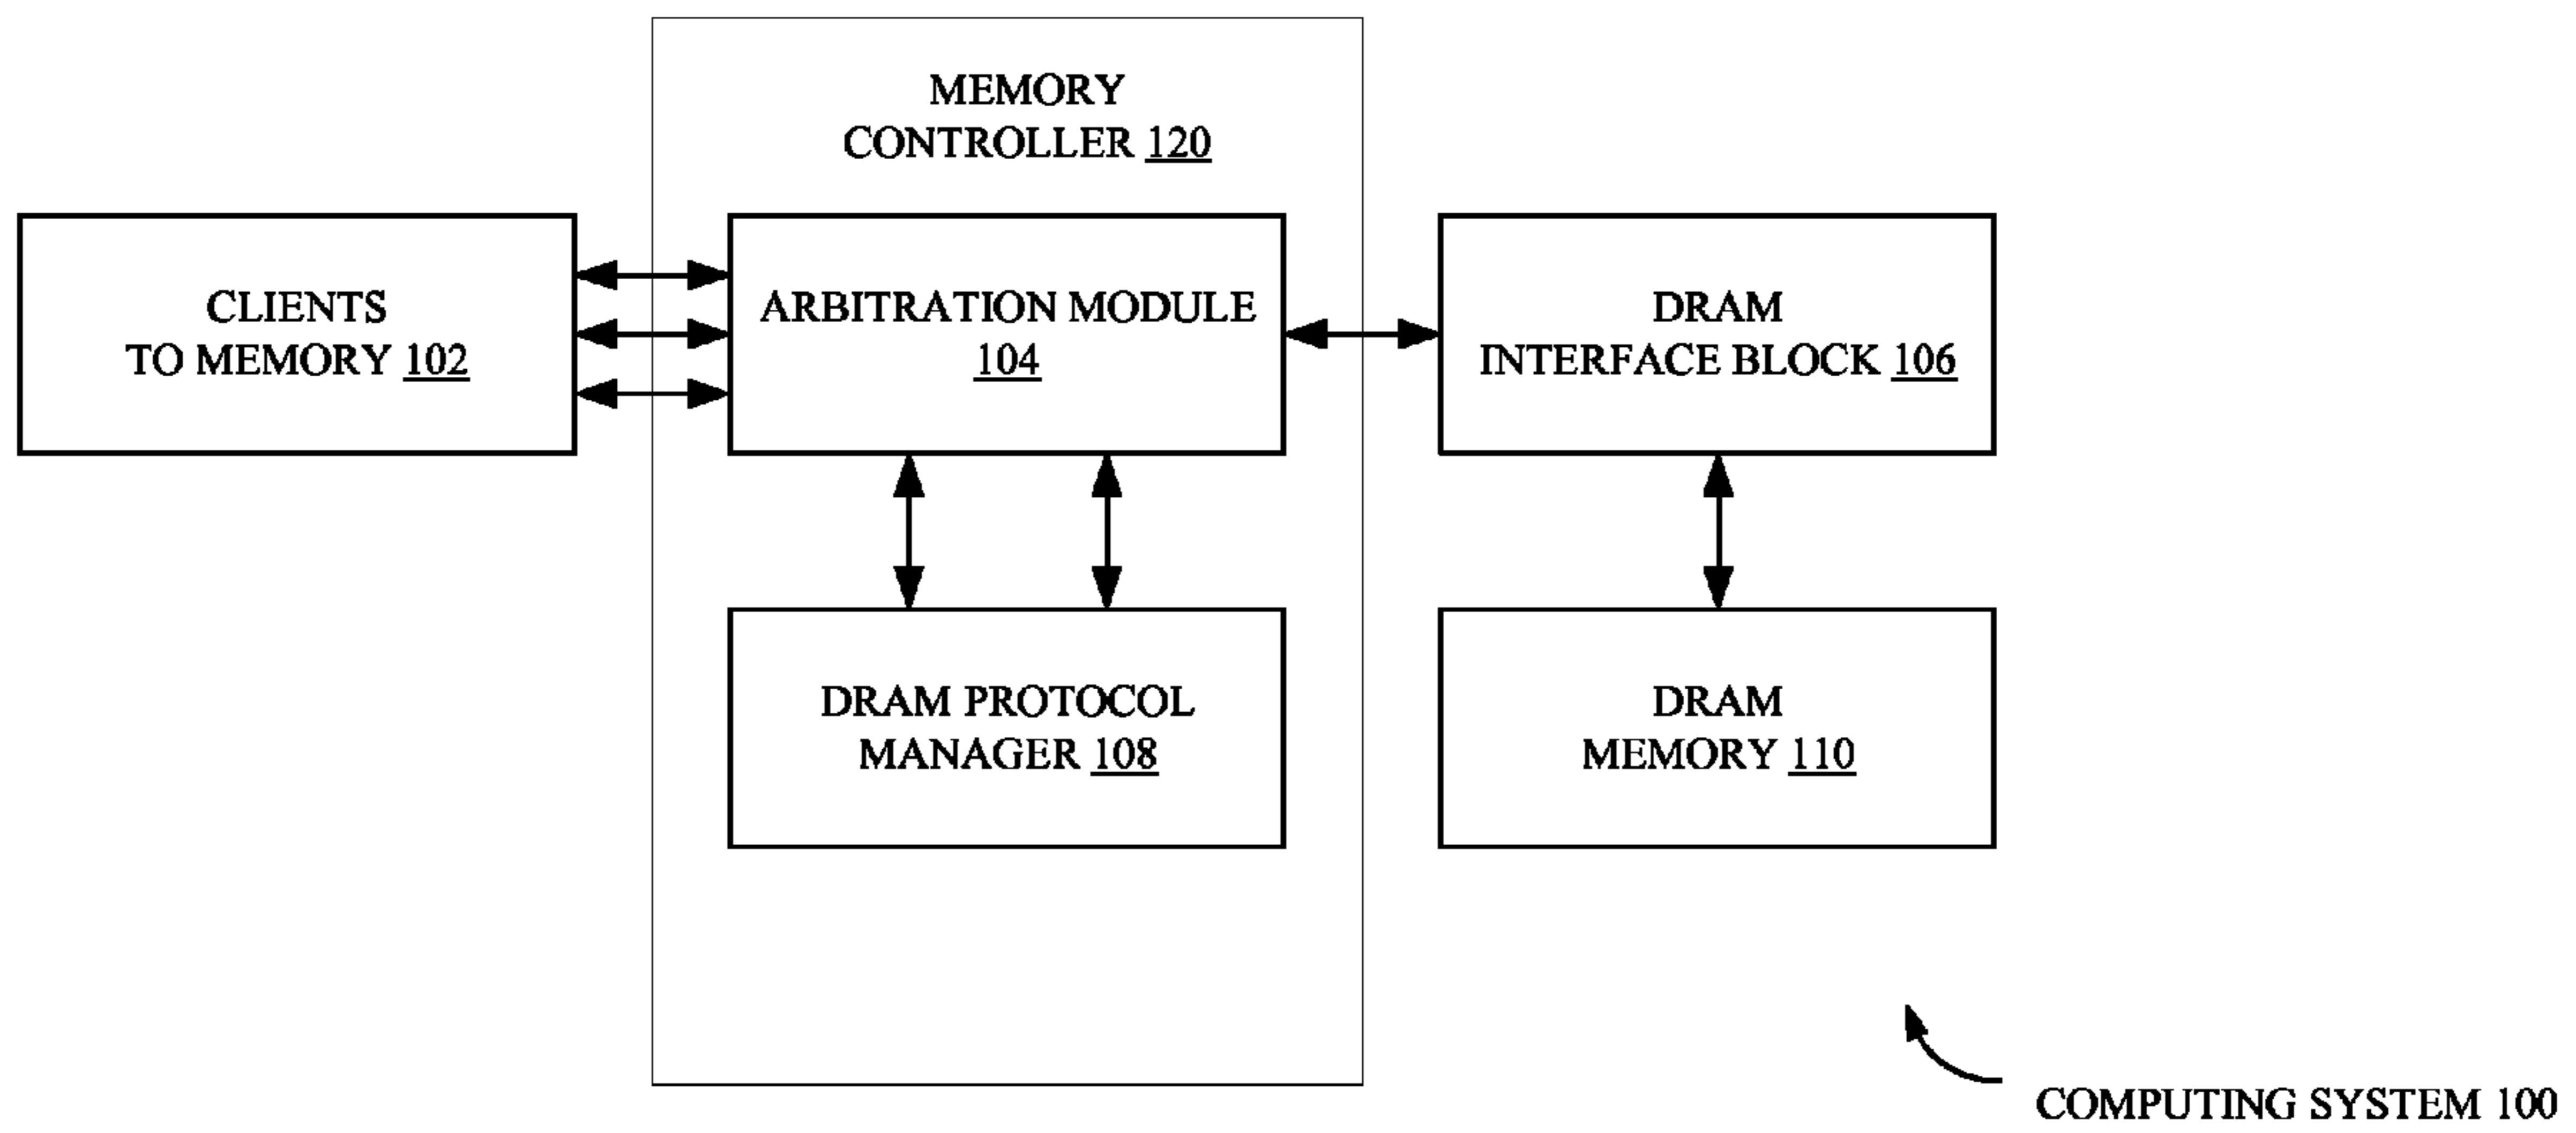 MEMORY
CONTROLLER 120
CLIENTS
TO MEMORY 102
ARBITRATION MODULE
104
DRAM
INTERFACE BLOCK 106
DRAM PROTOCOL
MANAGER 108
DRAM
MEMORY 110
COMPUTING SYSTEM 100